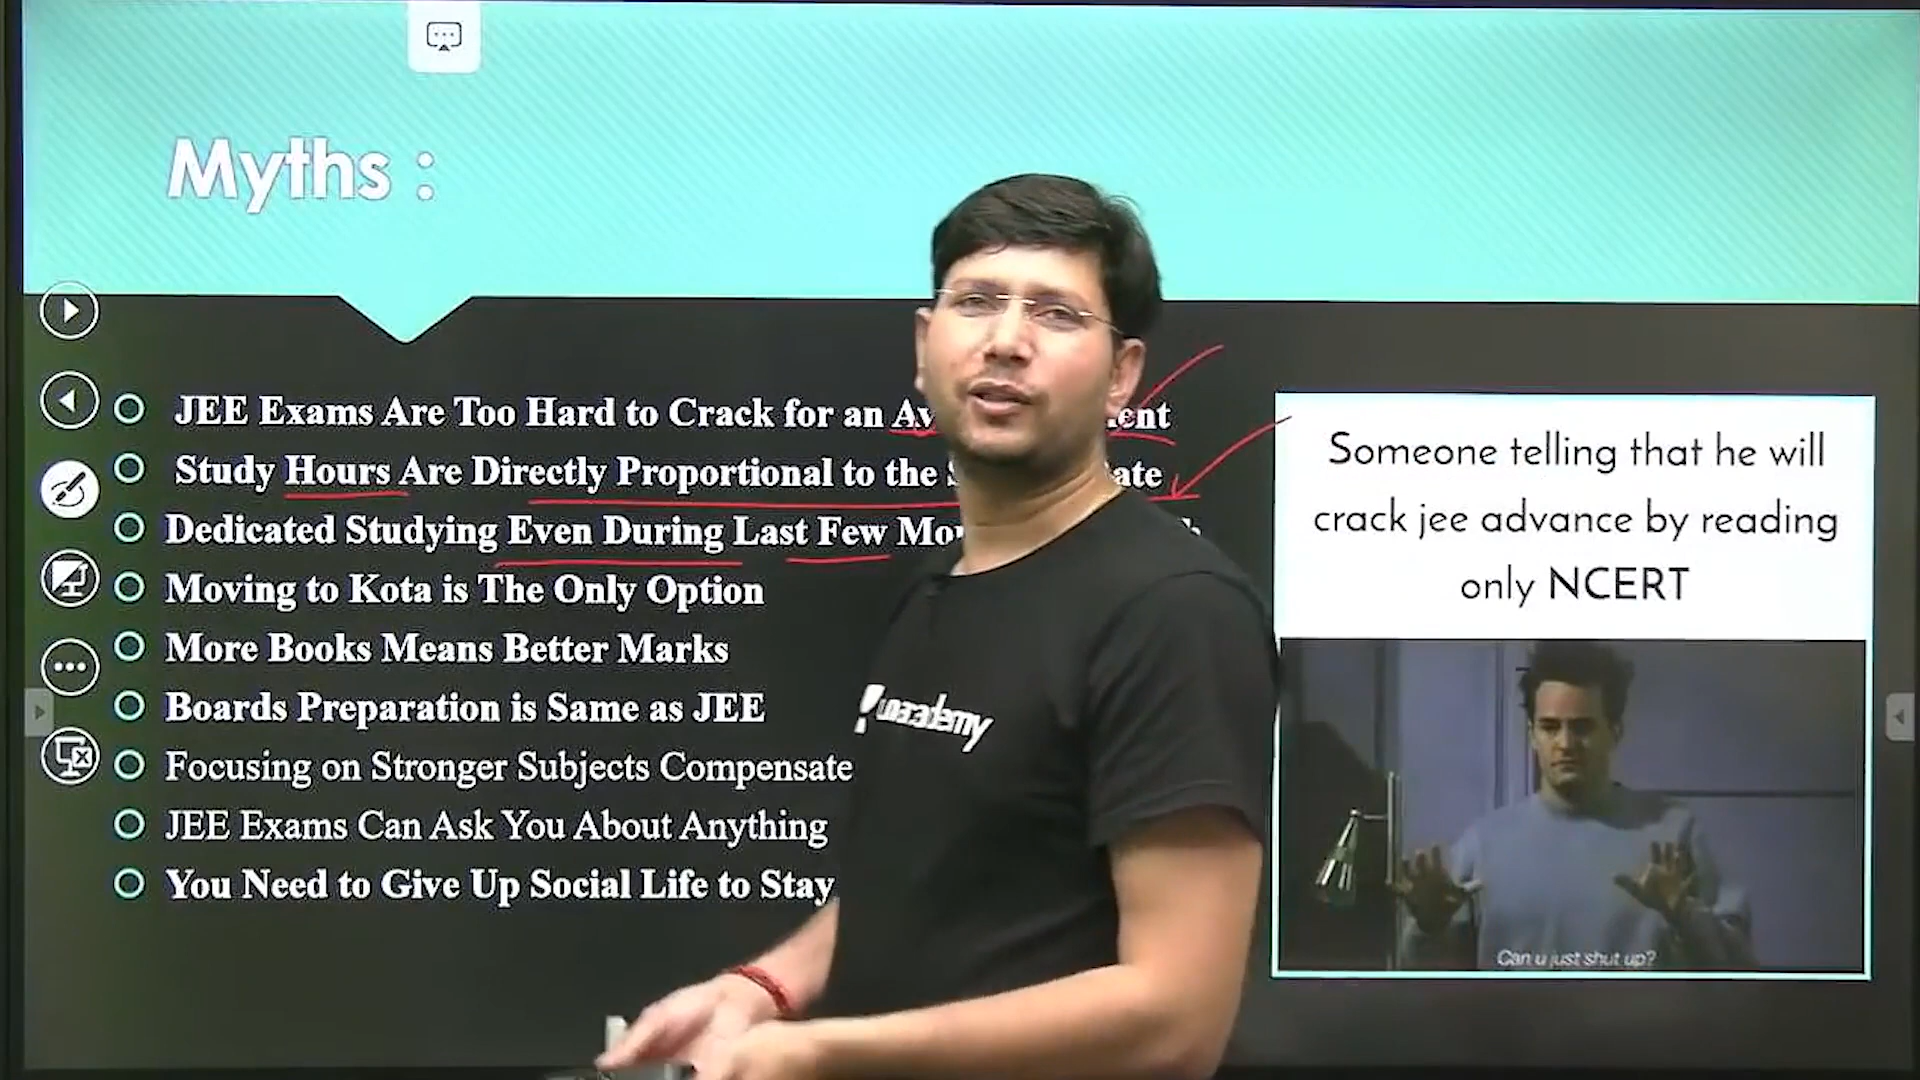 Myths :
JEE Exams Are Too Hard to Crack for an
Study Hours Are Directly Proportional to the
Dedicated Studying Even During Last Few
Moving to Kota is The Only Option
More Books Means Better Marks
Boards Preparation is Same as JEE
Focusing on Stronger Subjects Compensate
JEE Exams Can Ask You About Anything
You Need to Give Up Social Life to Stay
Someone telling that he will
crack jee advance by reading
only NCERT
Can u just shut up?
unacademy